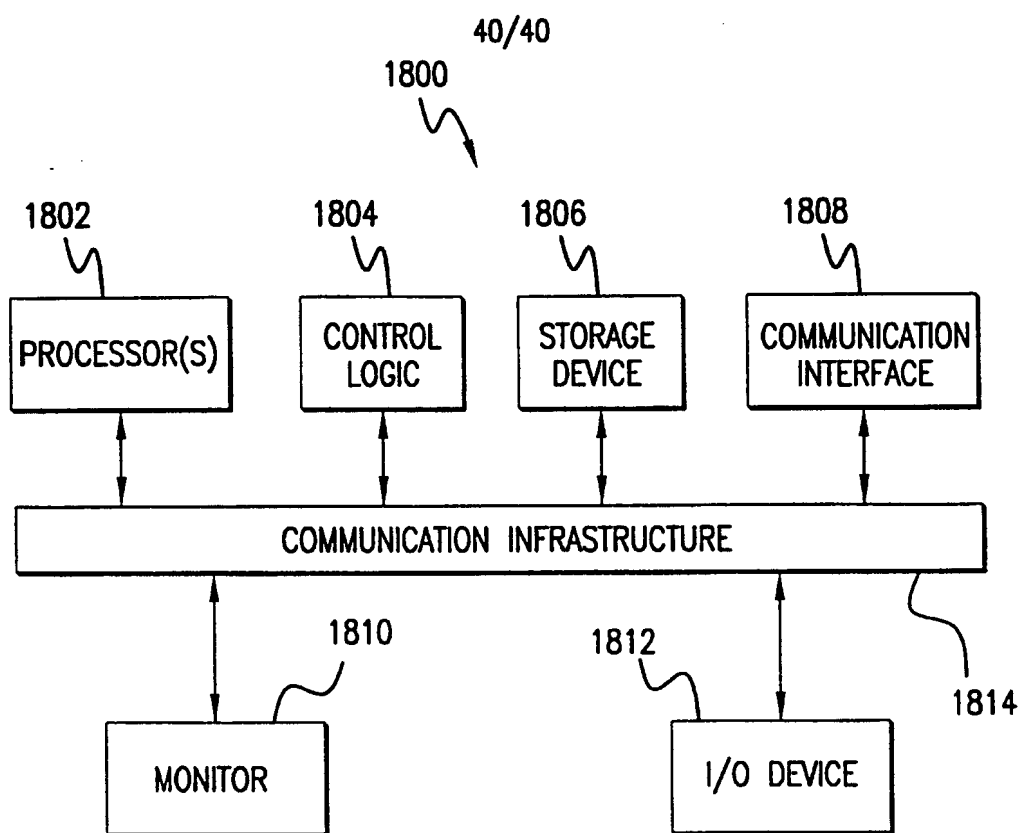 40/40
1800
1802
1804
1806
1808
PROCESSOR(S)
CONTROL
LOGIC
STORAGE
DEVICE
COMMUNICATION
INTERFACE
COMMUNICATION INFRASTRUCTURE
1810
1812
1814
MONITOR
I/O DEVICE